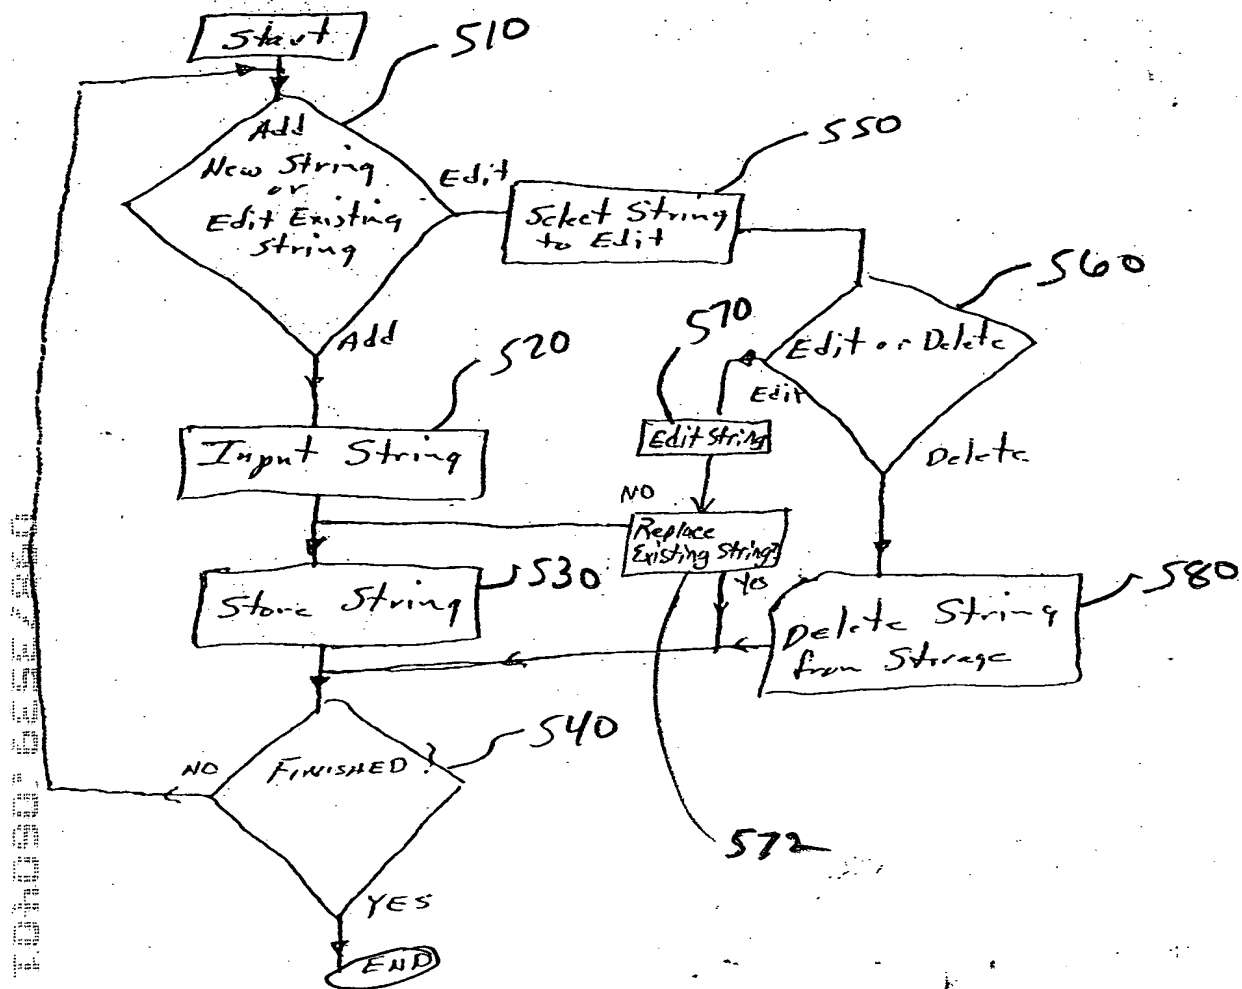 Start
510
Add
New String
or
Edit Existing
String
Edit
550
Select String
to Edit
560
Edit or Delete
570
Edit
Delete
Add
520
Edit String
Input String
NO
Replace
Existing String?
Yes
530
Store String
580
Delete String
from Storage
540
FINISHED?
NO
572
YES
END